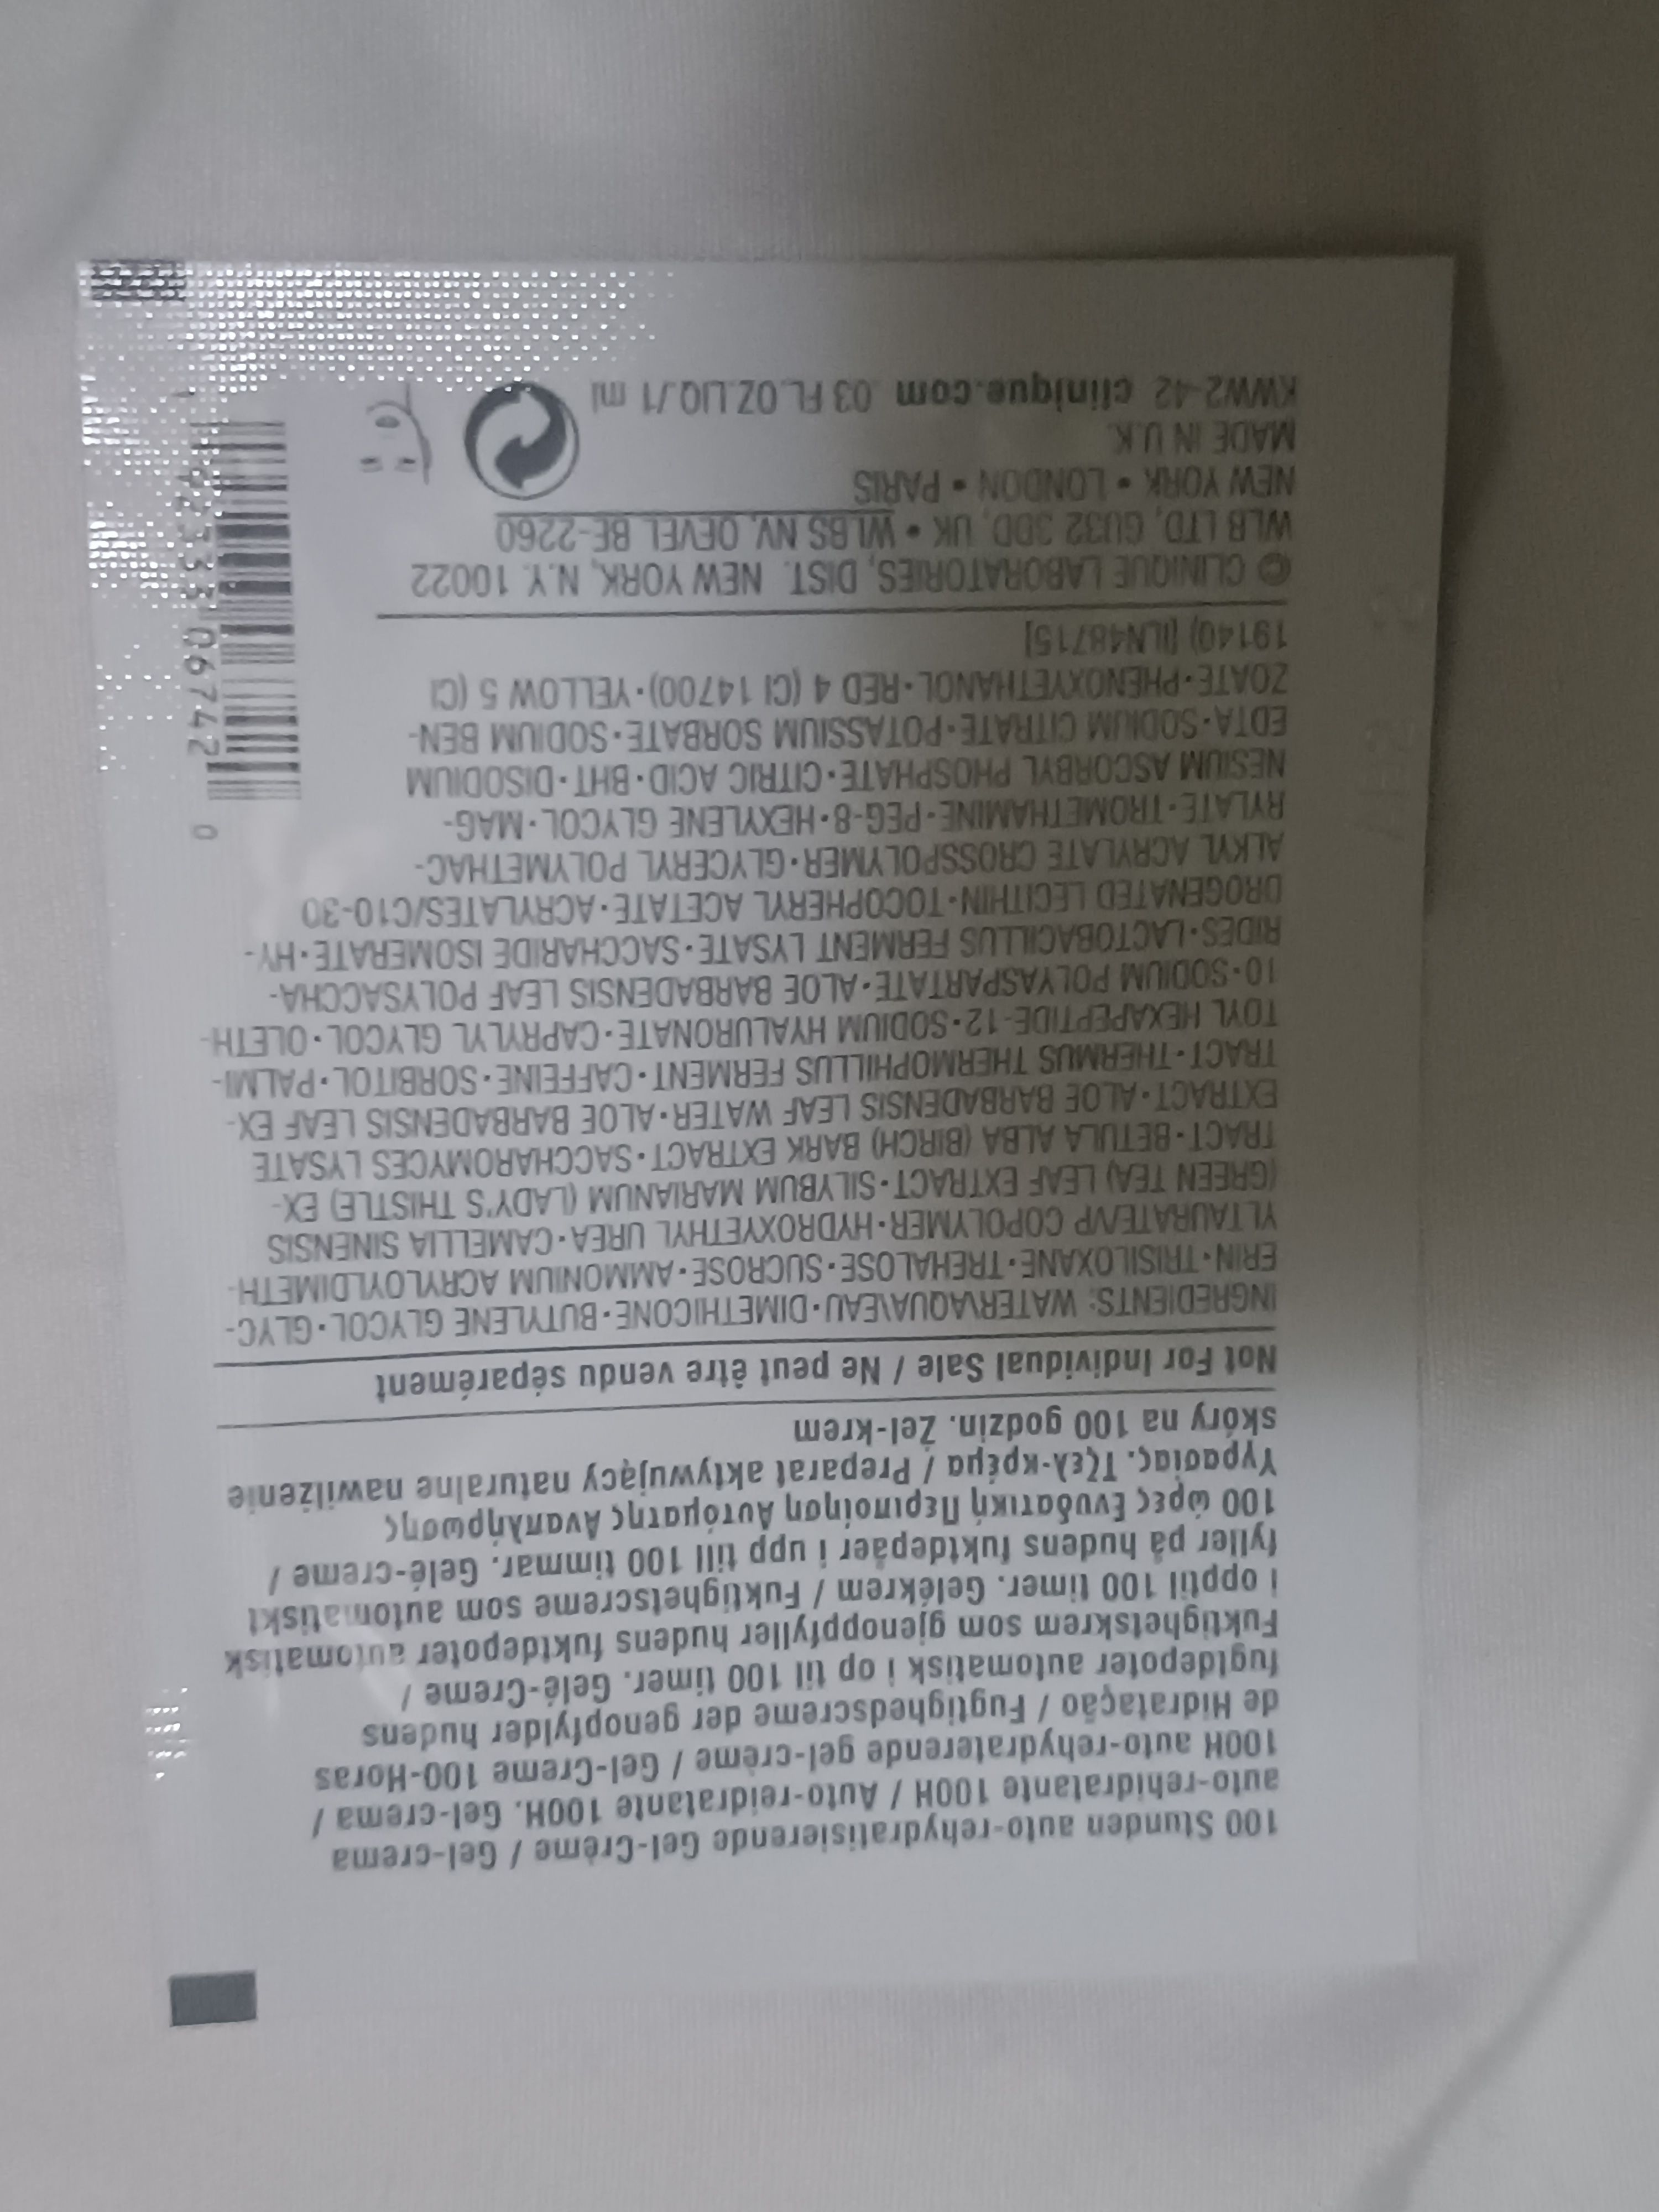 100 Stunden auto-rehydratisierende Gel-Crème / Gel-crema
auto-rehidratante 100H / Auto-reidratante 100H. Gel-crema /
100H auto-rehydraterende gel-crème / Gel-Creme 100-Horas
de Hidratação / Fugtighedscreme der genopfylder hudens
fugtdepoter automatisk i op til 100 timer. Gelé-Creme /
Fuktighetskrem som gjenoppfyller hudens fuktdepoter automatisk
i opptil 100 timer. Gelékrem / Fuktighetscreme som automatiskt
fyller på hudens fuktdepåer i upp till 100 timmar. Gelé-creme /
100 ώρες Ενυδατική Περιποίηση Αυτόματης Αναπλήρωσης
Υγρασίας. Τζελ-κρέμα / Preparat aktywujący naturalne nawilżenie
skóry na 100 godzin. Żel-krem
Not For Individual Sale / Ne peut être vendu séparément
INGREDIENTS: WATER\AQUA\EAU•DIMETHICONE•BUTYLENE GLYCOL•GLYC-
ERIN•TRISILOXANE•TREHALOSE•SUCROSE•AMMONIUM ACRYLOYLDIMETH-
YLTAURATE/VP COPOLYMER•HYDROXYETHYL UREA•CAMELLIA SINENSIS
(GREEN TEA) LEAF EXTRACT•SILYBUM MARIANUM (LADY'S THISTLE) EX-
TRACT•BETULA ALBA (BIRCH) BARK EXTRACT•SACCHAROMYCES LYSATE
EXTRACT•ALOE BARBADENSIS LEAF WATER•ALOE BARBADENSIS LEAF EX-
TRACT•THERMUS THERMOPHILLUS FERMENT•CAFFEINE•SORBITOL•PALMI-
TOYL HEXAPEPTIDE-12•SODIUM HYALURONATE•CAPRYLYL GLYCOL•OLETH-
10•SODIUM POLYASPARTATE•ALOE BARBADENSIS LEAF POLYSACCHA-
RIDES•LACTOBACILLUS FERMENT LYSATE•SACCHARIDE ISOMERATE•HY-
DROGENATED LECITHIN•TOCOPHERYL ACETATE•ACRYLATES/C10-30
ALKYL ACRYLATE CROSSPOLYMER•GLYCERYL POLYMETHAC-
RYLATE•TROMETHAMINE•PEG-8•HEXYLENE GLYCOL•MAG-
NESIUM ASCORBYL PHOSPHATE•CITRIC ACID•BHT•DISODIUM
EDTA•SODIUM CITRATE•POTASSIUM SORBATE•SODIUM BEN-
ZOATE•PHENOXYETHANOL•RED 4 (CI 14700)•YELLOW 5 (CI
19140) [ILN48715]
© CLINIQUE LABORATORIES, DIST. NEW YORK, N.Y. 10022
WLB LTD, GU32 3DD, UK • WLBS NV, OEVEL BE-2260
NEW YORK • LONDON • PARIS
MADE IN U.K.
KWW2-42 clinique.com .03 FL.OZ.LIQ./1 ml
0 06742